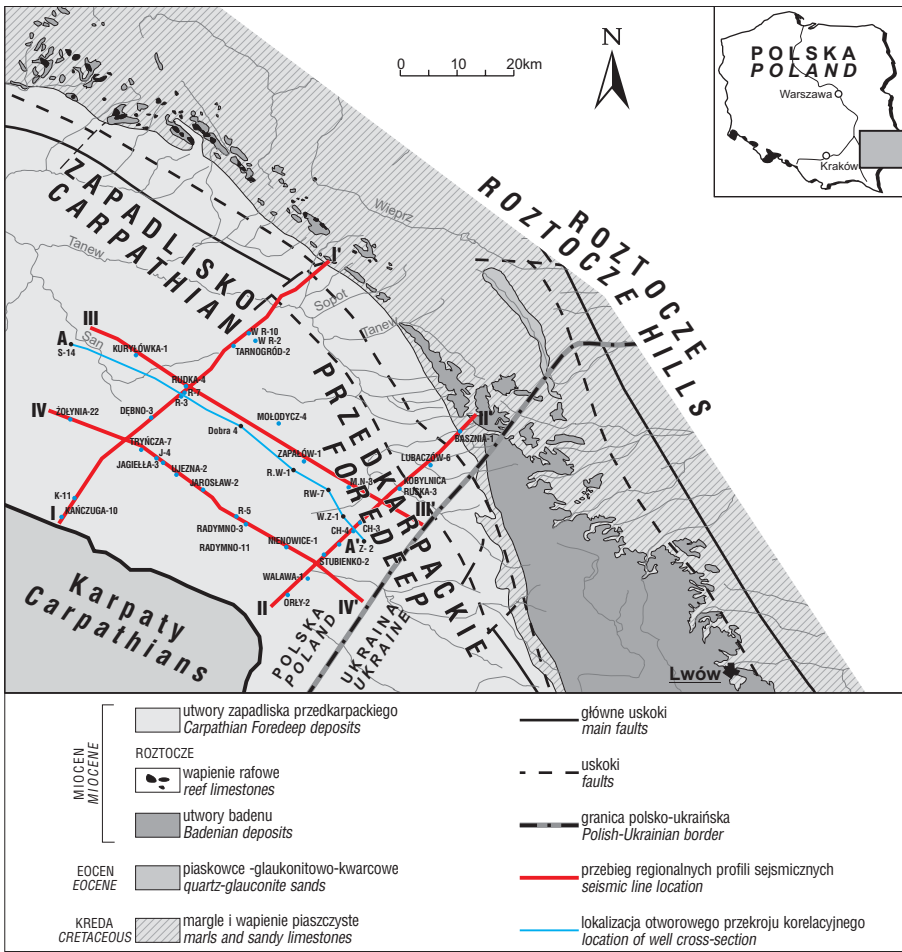 N
0
10
20km
POLSKA
POLAND
Warszawa
Kraków
ROZTOCZE
ROZTOCZE HILLS
ZAPADLISKO PRZEDKARPACKIE
CARPATHIAN FOREDEEP
Wieprz
Tanew
Sopot
Tanew
San
I'
III
A
S-14
KURYŁÓWKA-1
W R-10
W R-2
TARNOGRÓD-2
RUDKA-4
R-7
R-3
IV
ŻOŁYNIA-22
DĘBNO-3
Dobra 4
MOŁODYCZ-4
II'
BASZNIA-1
TRYŃCZA-7
J-4
JAGIEŁŁA-3
UJEZNA-2
ZAPAŁÓW-1
LUBACZÓW-6
R.W-1
JAROSŁAW-2
M.N-3
KOBYLNICA
RUSKA-3
RW-7
K-11
KAŃCZUGA-10
I
R-5
W.Z-1
III'
RADYMNO-3
CH-4
CH-3
RADYMNO-11
NIENOWICE-1
A'
Z- 2
STUBIENKO-2
WALAWA-1
ORŁY-2
II
IV'
Karpaty
Carpathians
POLSKA
POLAND
UKRAINA
UKRAINE
Lwów
MIOCEN
MIOCENE
utwory zapadliska przedkarpackiego
Carpathian Foredeep deposits
ROZTOCZE
wapienie rafowe
reef limestones
utwory badenu
Badenian deposits
EOCEN
EOCENE
piaskowce -glaukonitowo-kwarcowe
quartz-glauconite sands
KREDA
CRETACEOUS
margle i wapienie piaszczyste
marls and sandy limestones
główne uskoki
main faults
uskoki
faults
granica polsko-ukraińska
Polish-Ukrainian border
przebieg regionalnych profili sejsmicznych
seismic line location
lokalizacja otworowego przekroju korelacyjnego
location of well cross-section